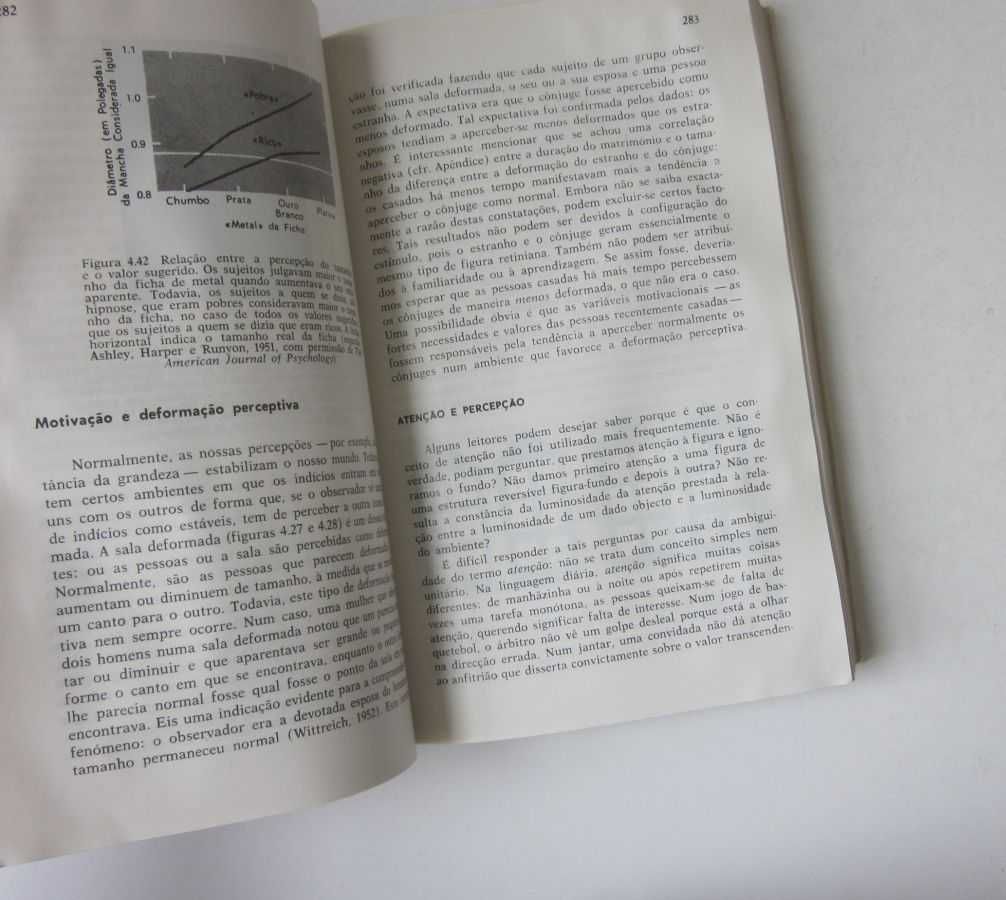 282
Diâmetro (em Polegadas)
da Mancha Considerada Igual
1.1
1.0
0.9
0.8
«Pobre»
«Rico»
Chumbo Prata Ouro
Branco
«Metal» da Ficha
Figura 4.42 Relação entre a percepção do
e o valor sugerido. Os sujeitos julgavam maior o
nho da ficha de metal quando aumentava o seu
aparente. Todavia, os sujeitos a quem se dizia,
hipnose, que eram pobres consideravam maior o
nho da ficha, no caso de todos os valores
que os sujeitos a quem se dizia que eram ricos. A
horizontal indica o tamanho real da ficha
Ashley, Harper e Runyon, 1951, com permissão de
American Journal of Psychology)
Motivação e deformação perceptiva
Normalmente, as nossas percepções — por exemplo,
tância da grandeza — estabilizam o nosso mundo.
tem certos ambientes em que os indícios entram
uns com os outros de forma que, se o observador
de indícios como estáveis, tem de perceber a outra
mada. A sala deformada (figuras 4.27 e 4.28) é um
tes: ou as pessoas ou a sala são percebidas como
Normalmente, são as pessoas que parecem
aumentam ou diminuem de tamanho, à medida que se
um canto para o outro. Todavia, este tipo de deformação
tiva nem sempre ocorre. Num caso, uma mulher que
dois homens numa sala deformada notou que um
tar ou diminuir e que aparentava ser grande ou
forme o canto em que se encontrava, enquanto o outro
lhe parecia normal fosse qual fosse o ponto da sala
encontrava. Eis uma indicação evidente para a
fenómeno: o observador era a devotada esposa do
tamanho permaneceu normal (Wittreich, 1952).
283
ção foi verificada fazendo que cada sujeito de um grupo obser-
vasse, numa sala deformada, o seu ou a sua esposa e uma pessoa
estranha. A expectativa era que o cônjuge fosse apercebido como
menos deformado. Tal expectativa foi confirmada pelos dados: os
esposos tendiam a aperceber-se menos deformados que os estra-
nhos. É interessante mencionar que se achou uma correlação
negativa (cfr. Apêndice) entre a duração do matrimónio e o tama-
nho da diferença entre a deformação do estranho e do cônjuge:
os casados há menos tempo manifestavam mais a tendência a
aperceber o cônjuge como normal. Embora não se saiba exacta-
mente a razão destas constatações, podem excluir-se certos facto-
res. Tais resultados não podem ser devidos à configuração do
estímulo, pois o estranho e o cônjuge geram essencialmente o
mesmo tipo de figura retiniana. Também não podem ser atribuí-
dos à familiaridade ou à aprendizagem. Se assim fosse, devería-
mos esperar que as pessoas casadas há mais tempo percebessem
os cônjuges de maneira menos deformada, o que não era o caso.
Uma possibilidade óbvia é que as variáveis motivacionais — as
fortes necessidades e valores das pessoas recentemente casadas —
fossem responsáveis pela tendência a aperceber normalmente os
cônjuges num ambiente que favorece a deformação perceptiva.
ATENÇÃO E PERCEPÇÃO
Alguns leitores podem desejar saber porque é que o con-
ceito de atenção não foi utilizado mais frequentemente. Não é
verdade, podiam perguntar, que prestamos atenção à figura e igno-
ramos o fundo? Não damos primeiro atenção a uma figura de
uma estrutura reversível figura-fundo e depois à outra? Não re-
sulta a constância da luminosidade da atenção prestada à rela-
ção entre a luminosidade de um dado objecto e a luminosidade
do ambiente?
É difícil responder a tais perguntas por causa da ambigui-
dade do termo atenção: não se trata dum conceito simples nem
unitário. Na linguagem diária, atenção significa muitas coisas
diferentes: de manhãzinha ou à noite ou após repetirem muitas
vezes uma tarefa monótona, as pessoas queixam-se de falta de
atenção, querendo significar falta de interesse. Num jogo de bas-
quetebol, o árbitro não vê um golpe desleal porque está a olhar
na direcção errada. Num jantar, uma convidada não dá atenção
ao anfitrião que disserta convictamente sobre o valor transcenden-